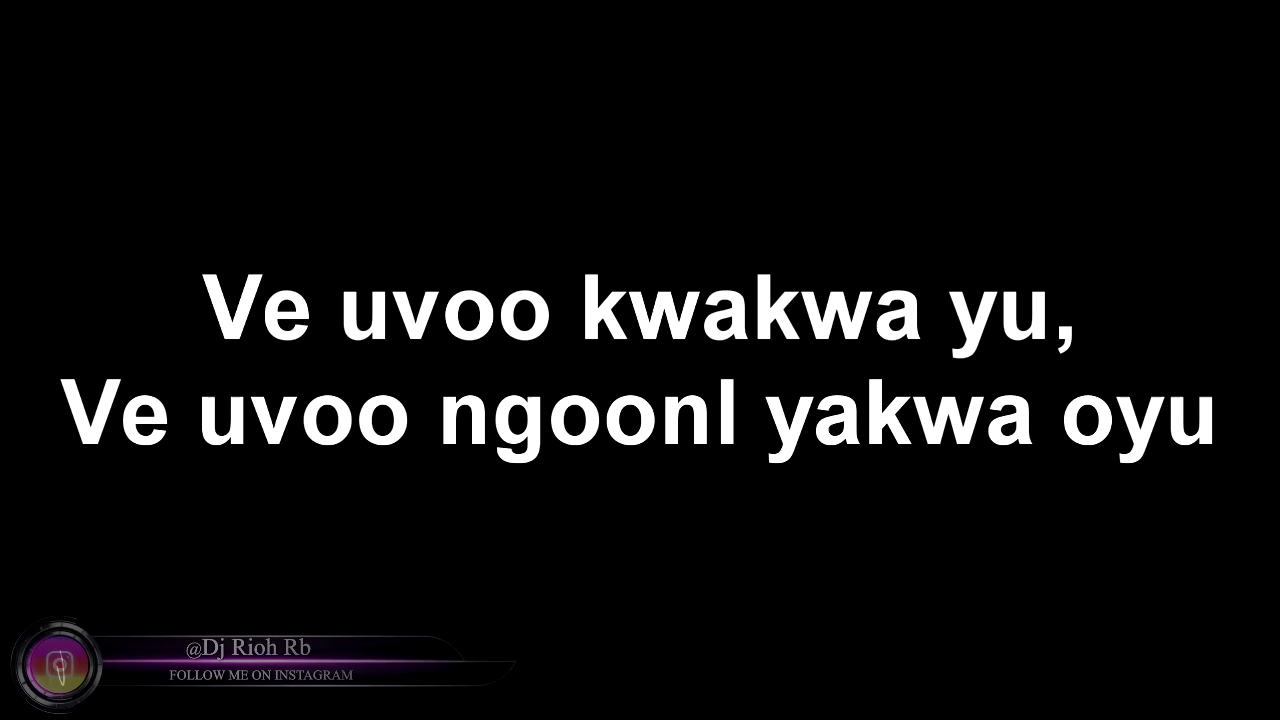 Ve uvoo kwakwa yu,
Ve uvoo ngoonl yakwa oyu
@Dj Rioh Rb
FOLLOW ME ON INSTAGRAM